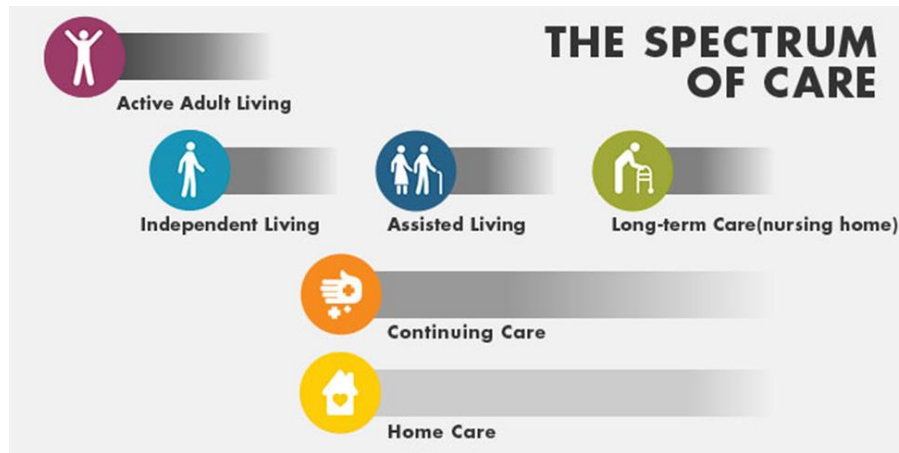 THE SPECTRUM
OF CARE
Active Adult Living
Independent Living
Assisted Living
Long-term Care(nursing home)
Continuing Care
Home Care